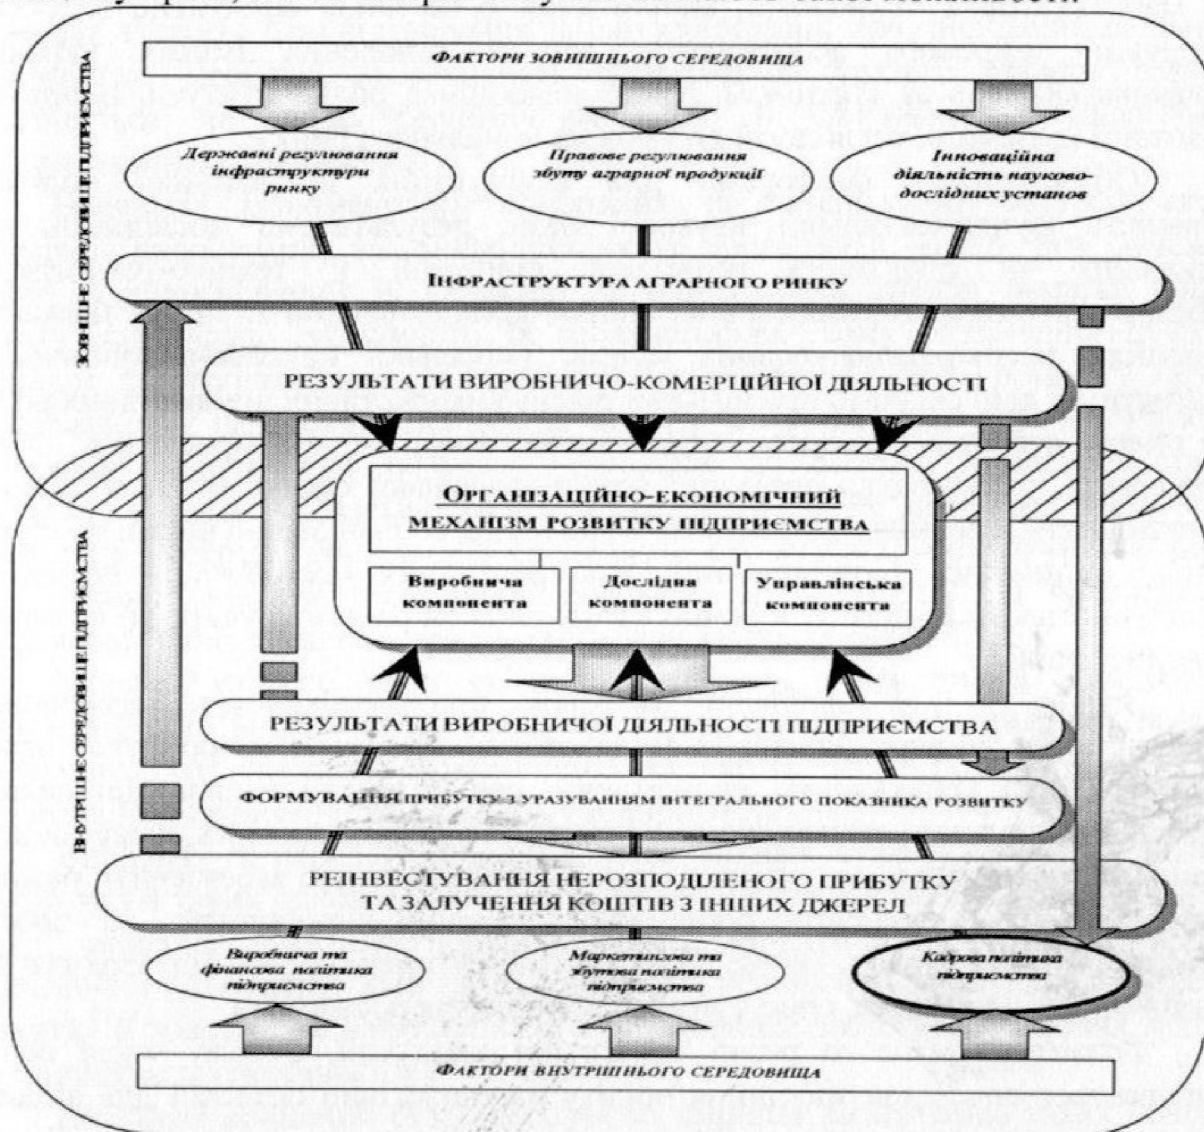 ФАКТОРИ ЗОВНІШНЬОГО СЕРЕДОВИЩА
ЗОВНІШНЄ СЕРЕДОВИЩЕ ПІДПРИЄМСТВА
Державні регулювання
інфраструктури
ринку
Правове регулювання
збуту аграрної продукції
Інноваційна
діяльність науково-
дослідних установ
ІНФРАСТРУКТУРА АГРАРНОГО РИНКУ
РЕЗУЛЬТАТИ ВИРОБНИЧО-КОМЕРЦІЙНОЇ ДІЯЛЬНОСТІ
ОРГАНІЗАЦІЙНО-ЕКОНОМІЧНИЙ
МЕХАНІЗМ РОЗВИТКУ ПІДПРИЄМСТВА
Виробнича
компонента
Дослідна
компонента
Управлінська
компонента
ВНУТРІШНЄ СЕРЕДОВИЩЕ ПІДПРИЄМСТВА
РЕЗУЛЬТАТИ ВИРОБНИЧОЇ ДІЯЛЬНОСТІ ПІДПРИЄМСТВА
ФОРМУВАННЯ ПРИБУТКУ З УРАЗУВАННЯМ ІНТЕГРАЛЬНОГО ПОКАЗНИКА РОЗВИТКУ
РЕІНВЕСТУВАННЯ НЕРОЗПОДІЛЕНОГО ПРИБУТКУ
ТА ЗАЛУЧЕННЯ КОШТІВ З ІНШИХ ДЖЕРЕЛ
Виробнича та
фінансова політика
підприємства
Маркетингова та
збутова політика
підприємства
Кадрова політика
підприємства
ФАКТОРИ ВНУТРІШНЬОГО СЕРЕДОВИЩА